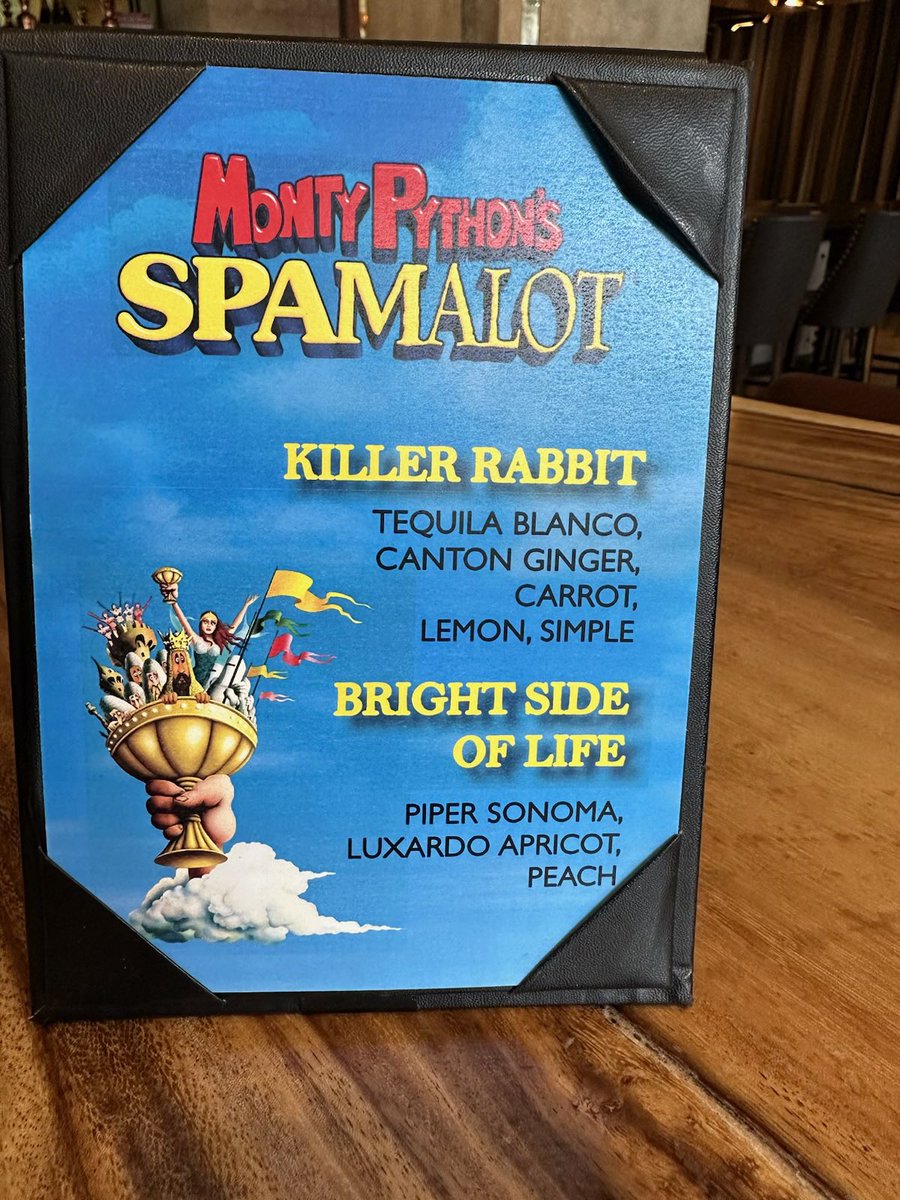 MONTY PYTHON'S
SPAMALOT
KILLER RABBIT
TEQUILA BLANCO,
CANTON GINGER,
CARROT,
LEMON, SIMPLE
BRIGHT SIDE
OF LIFE
PIPER SONOMA,
LUXARDO APRICOT,
PEACH